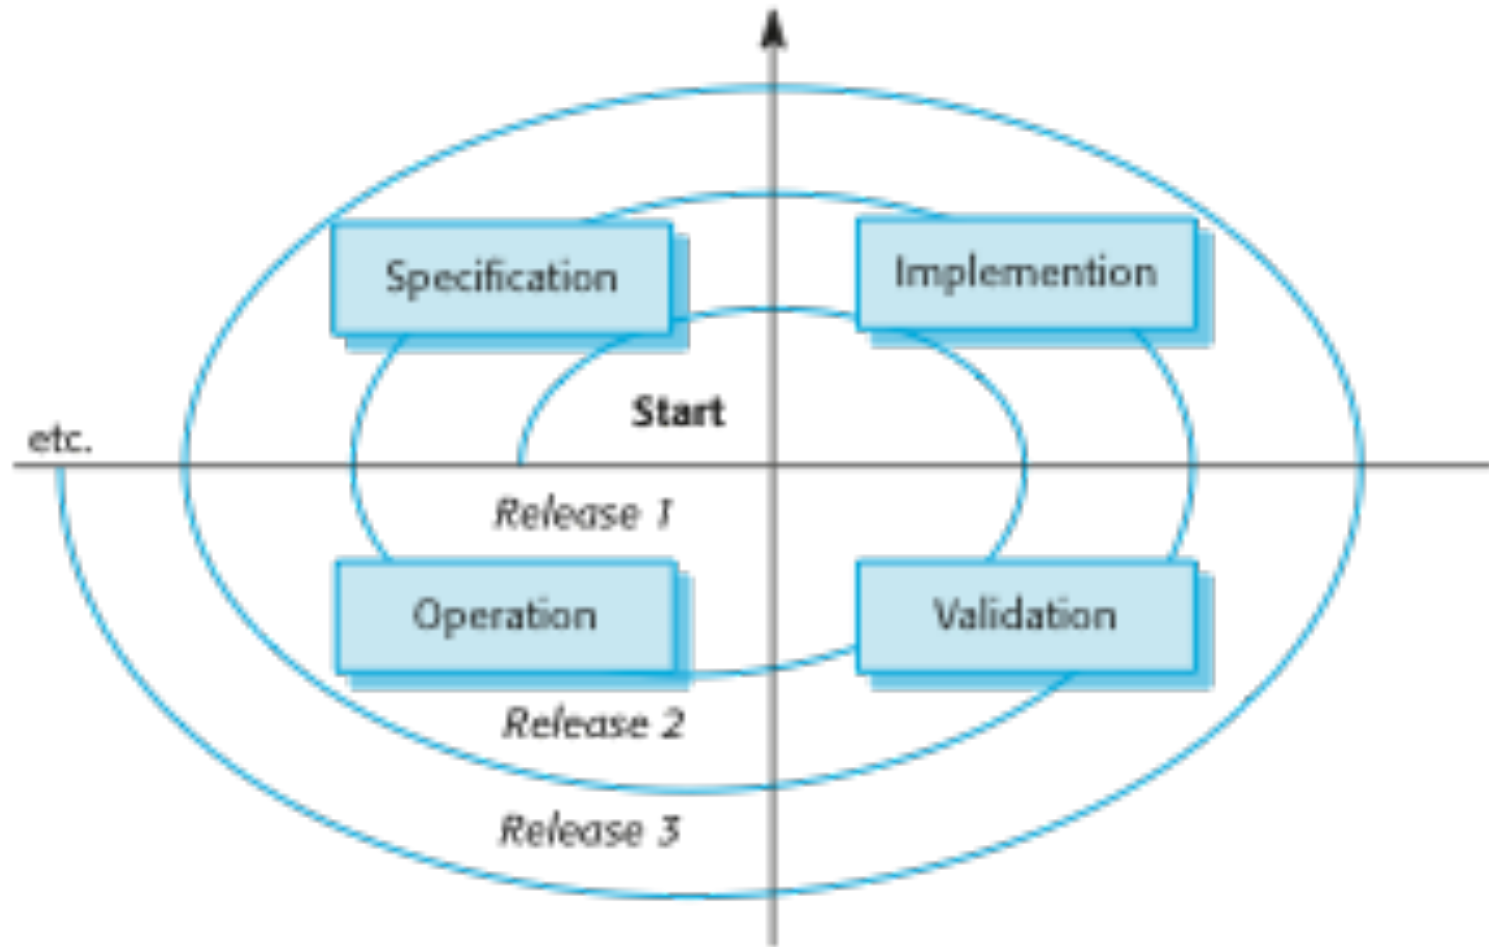 Specification
Implemention
Start
etc.
Release 1
Operation
Validation
Release 2
Release 3